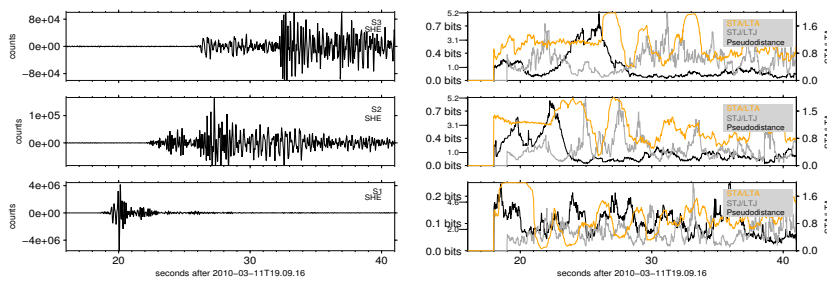 8e+04
0e+00
−8e+04
counts
S3
SHE
5.2
0.7 bits
0.4 bits
3.1
1.0
0.0 bits
STA/LTA
STJ/LTJ
Pseudodistance
1.6
0.8
0.0
STA/LTA
1e+05
0e+00
counts
S2
SHE
5.2
0.7 bits
0.4 bits
3.1
1.0
0.0 bits
STA/LTA
STJ/LTJ
Pseudodistance
1.6
0.8
0.0
STA/LTA
4e+06
0e+00
−4e+06
counts
S1
SHE
0.2 bits
0.1 bits
0.0 bits
STA/LTA
STJ/LTJ
Pseudodistance
1.6
0.8
0.0
STA/LTA
20
30
40
seconds after 2010−03−11T19.09.16
20
30
40
seconds after 2010−03−11T19.09.16